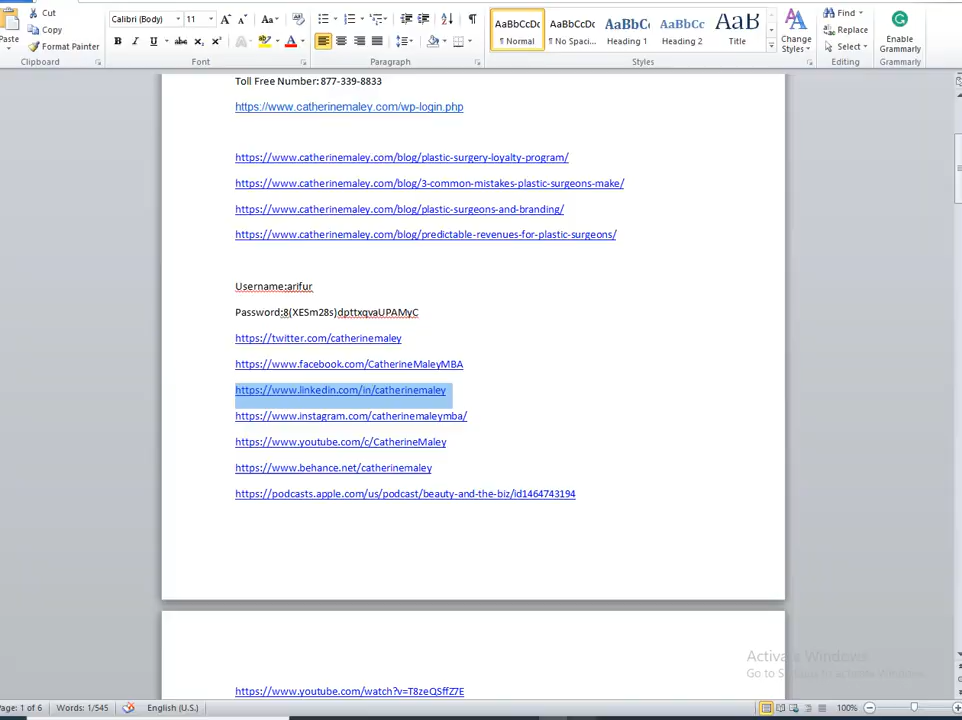 Cut
Copy
Paste
Format Painter
Clipboard
Calibri (Body) 11
Font
Paragraph
AaBbCcDc AaBbCcDc AaBbCc AaBbCc AaB
¶ Normal ¶ No Spaci... Heading 1 Heading 2 Title
Change Styles
Styles
Find
Replace
Select
Editing
Enable Grammarly
Grammarly
Toll Free Number: 877-339-8833
https://www.catherinemaley.com/wp-login.php
https://www.catherinemaley.com/blog/plastic-surgery-loyalty-program/
https://www.catherinemaley.com/blog/3-common-mistakes-plastic-surgeons-make/
https://www.catherinemaley.com/blog/plastic-surgeons-and-branding/
https://www.catherinemaley.com/blog/predictable-revenues-for-plastic-surgeons/
Username;arifur
Password;8(XESm28s)dpttxqvaUPAMyC
https://twitter.com/catherinemaley
https://www.facebook.com/CatherineMaleyMBA
https://www.linkedin.com/in/catherinemaley
https://www.instagram.com/catherinemaleymba/
https://www.youtube.com/c/CatherineMaley
https://www.behance.net/catherinemaley
https://podcasts.apple.com/us/podcast/beauty-and-the-biz/id1464743194
Activate Windows
Go to Settings to activate Windows.
https://www.youtube.com/watch?v=T8zeQSffZ7E
Page: 1 of 6 Words: 1/545 English (U.S.) 100%